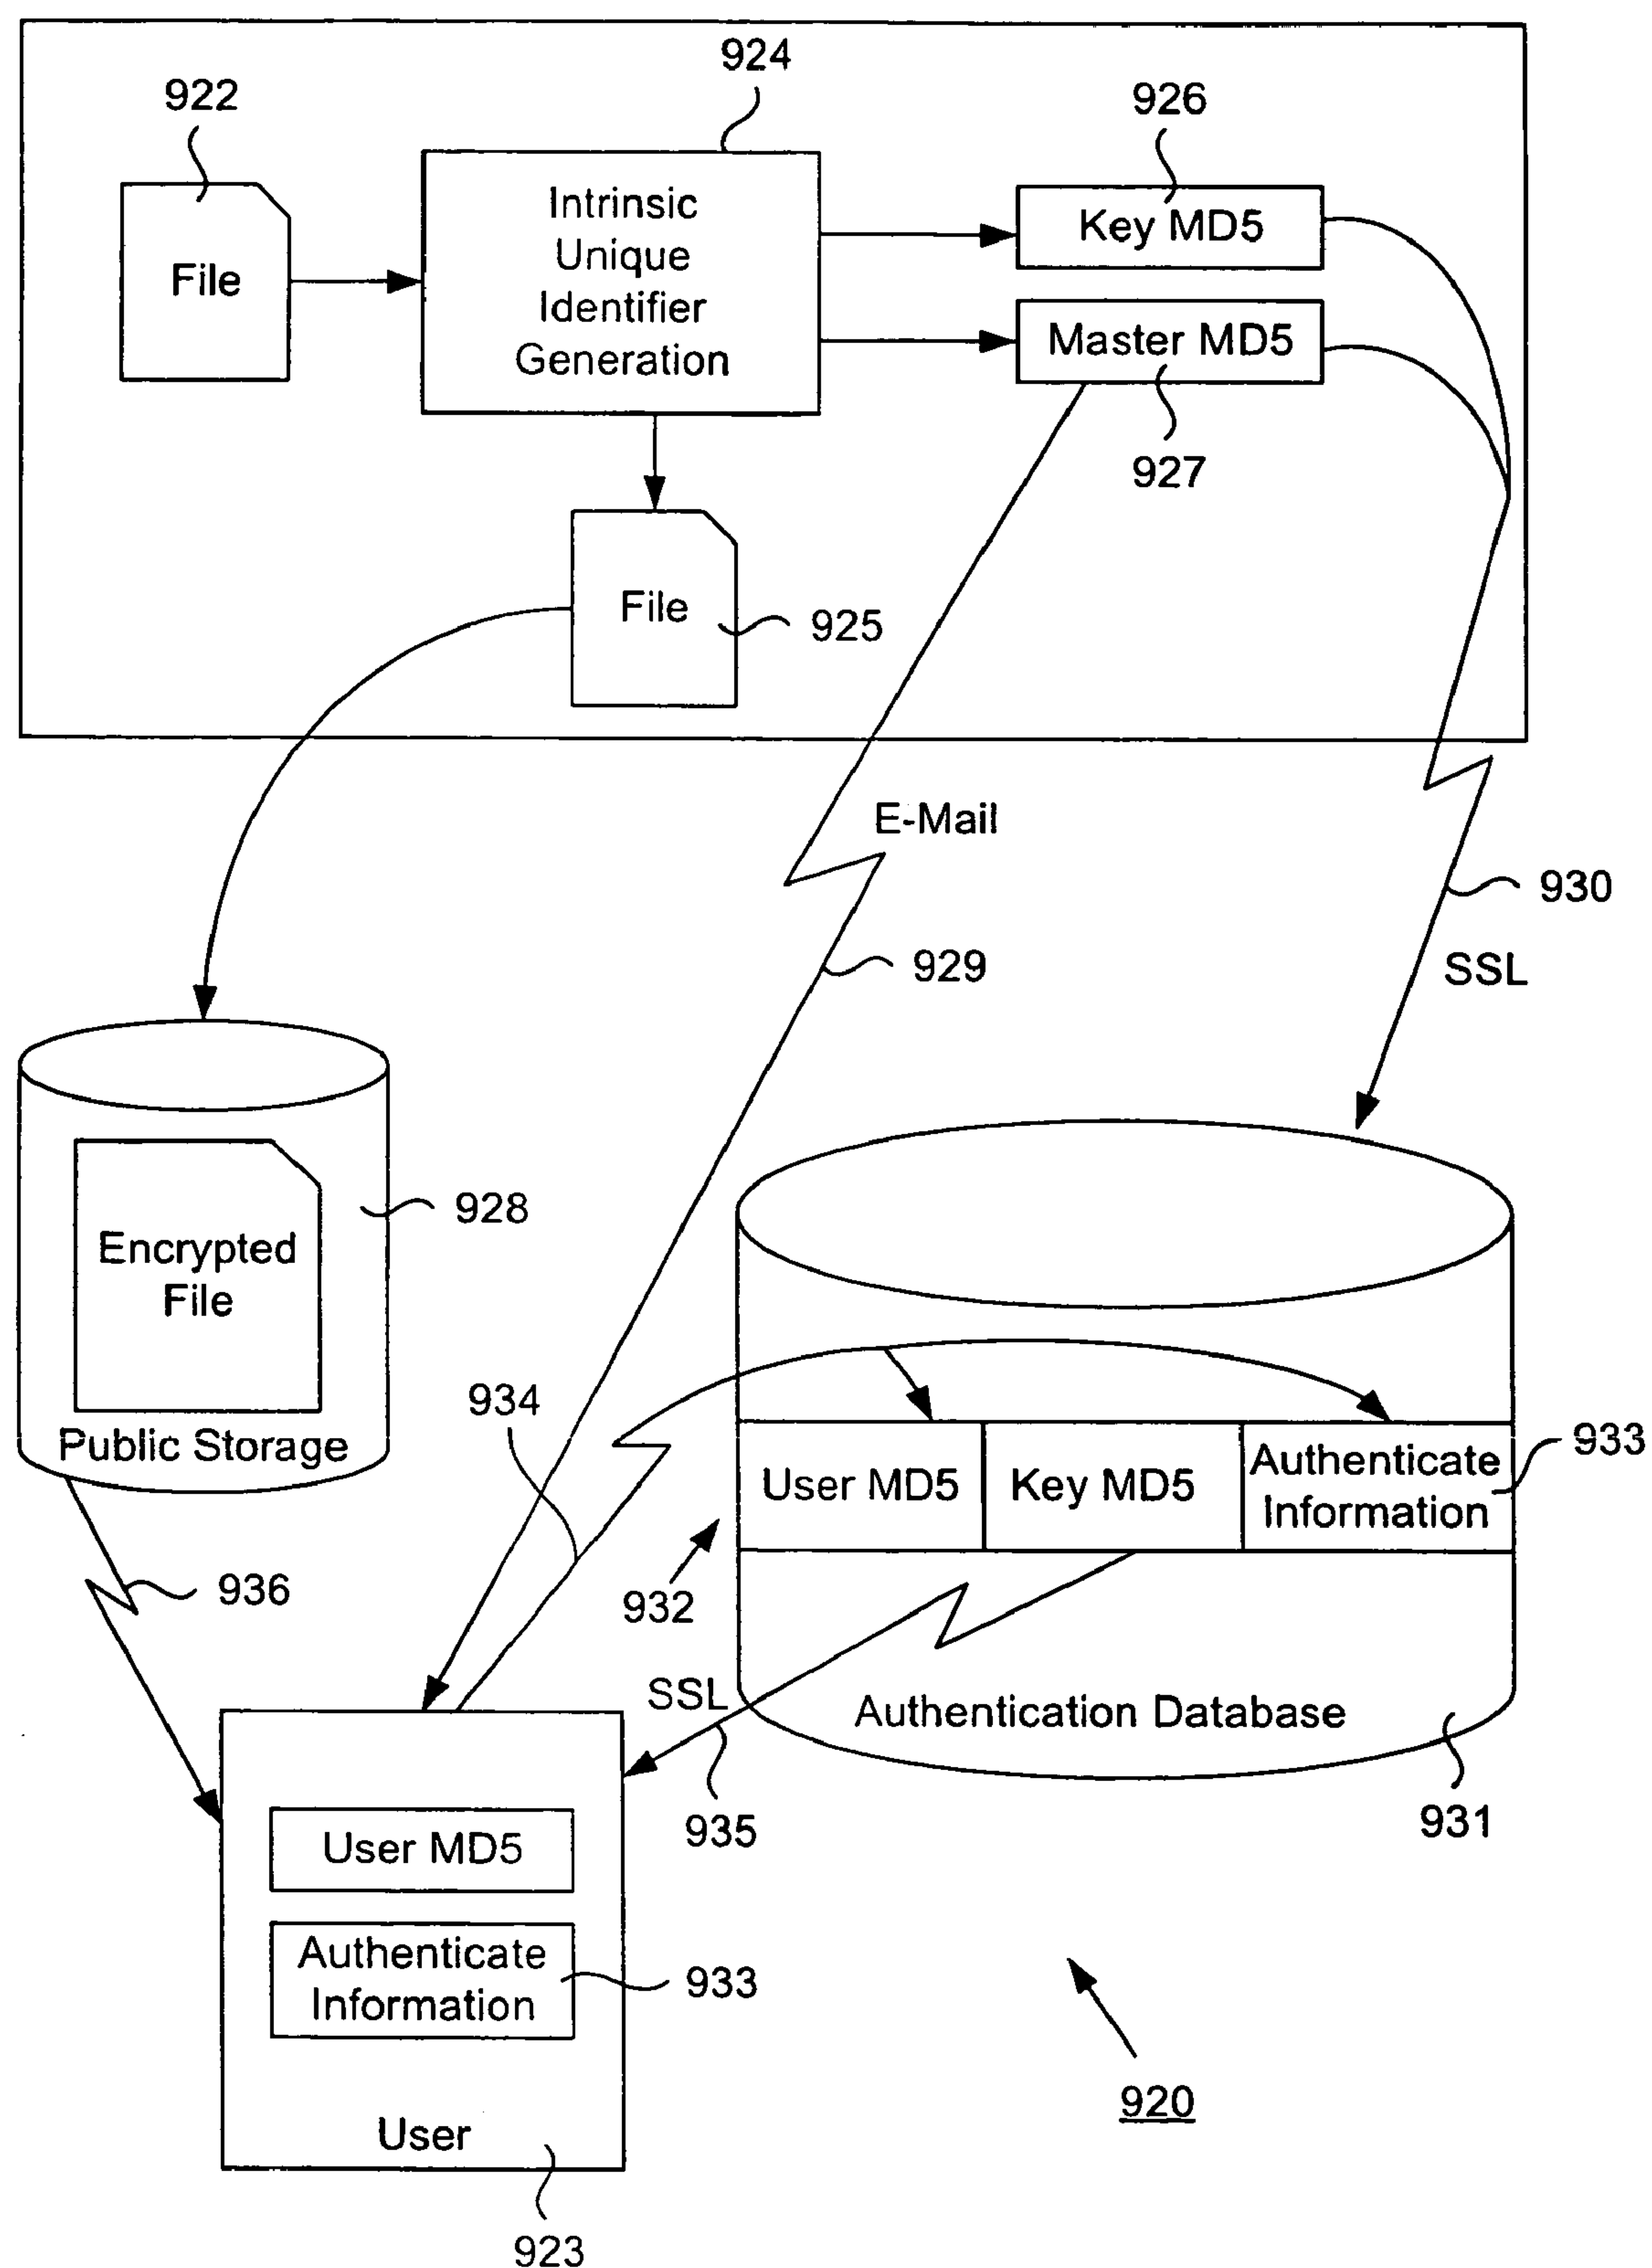 924
922
926
Intrinsic
Unique
Identifier
Generation
Key MD5
File
Master MD5
927
File
925
E-Mail
930
929
SSL
928
Encrypted
File
934
Public Storage
933
User MD5
Key MD5
Authenticate
Information
936
932
SSL
Authentication Database
935
931
User MD5
Authenticate
Information
933
920
User
923